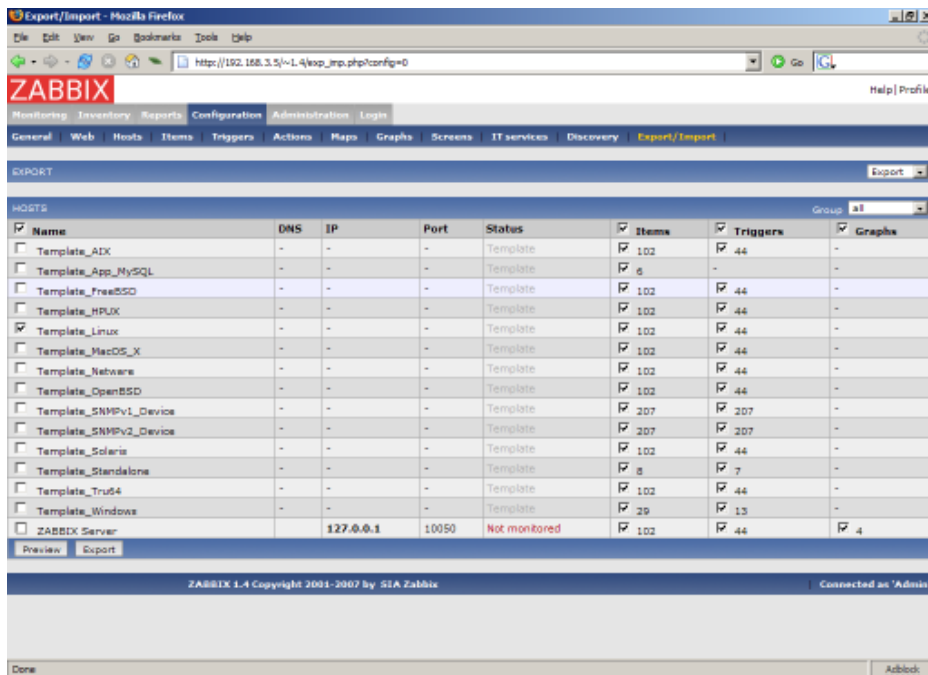 Export/Import - Mozilla Firefox
File Edit View Go Bookmarks Tools Help
http://192.168.3.5/~1.4/exp_imp.php?config=0 Go
ZABBIX Help | Profile
Monitoring Inventory Reports Configuration Administration Login
General Web Hosts Items Triggers Actions Maps Graphs Screens IT services Discovery Export/Import
EXPORT Export
HOSTS Group all
Name DNS IP Port Status Items Triggers Graphs
Template_AIX - - - Template 102 44 -
Template_App_MySQL - - - Template 6 - -
Template_FreeBSD - - - Template 102 44 -
Template_HPUX - - - Template 102 44 -
Template_Linux - - - Template 102 44 -
Template_MacOS_X - - - Template 102 44 -
Template_Netware - - - Template 102 44 -
Template_OpenBSD - - - Template 102 44 -
Template_SNMPv1_Device - - - Template 207 207 -
Template_SNMPv2_Device - - - Template 207 207 -
Template_Solaris - - - Template 102 44 -
Template_Standalone - - - Template 8 7 -
Template_Tru64 - - - Template 102 44 -
Template_Windows - - - Template 29 13 -
ZABBIX Server 127.0.0.1 10050 Not monitored 102 44 4
Preview Export
ZABBIX 1.4 Copyright 2001-2007 by SIA Zabbix Connected as 'Admin
Done Adblock